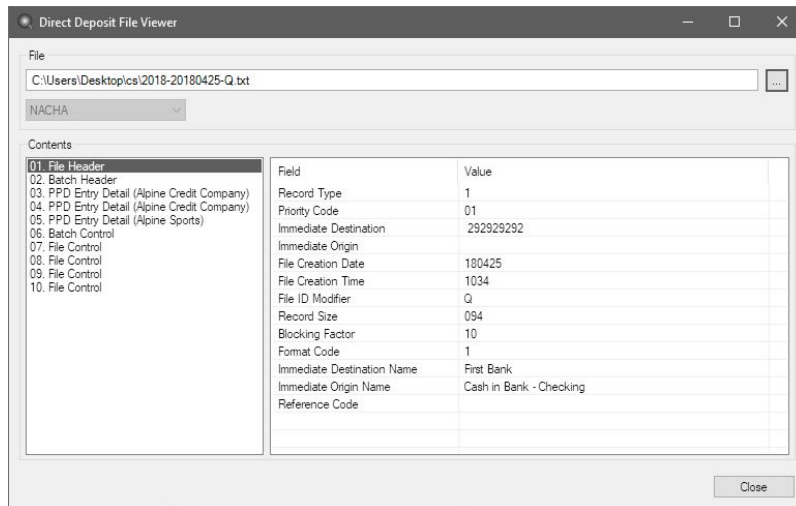 Direct Deposit File Viewer
File
C:\Users\Desktop\cs\2018-20180425-Q.txt
...
NACHA
Contents
01. File Header
02. Batch Header
03. PPD Entry Detail (Alpine Credit Company)
04. PPD Entry Detail (Alpine Credit Company)
05. PPD Entry Detail (Alpine Sports)
06. Batch Control
07. File Control
08. File Control
09. File Control
10. File Control
Field Value
Record Type 1
Priority Code 01
Immediate Destination 292929292
Immediate Origin
File Creation Date 180425
File Creation Time 1034
File ID Modifier Q
Record Size 094
Blocking Factor 10
Format Code 1
Immediate Destination Name First Bank
Immediate Origin Name Cash in Bank - Checking
Reference Code
Close